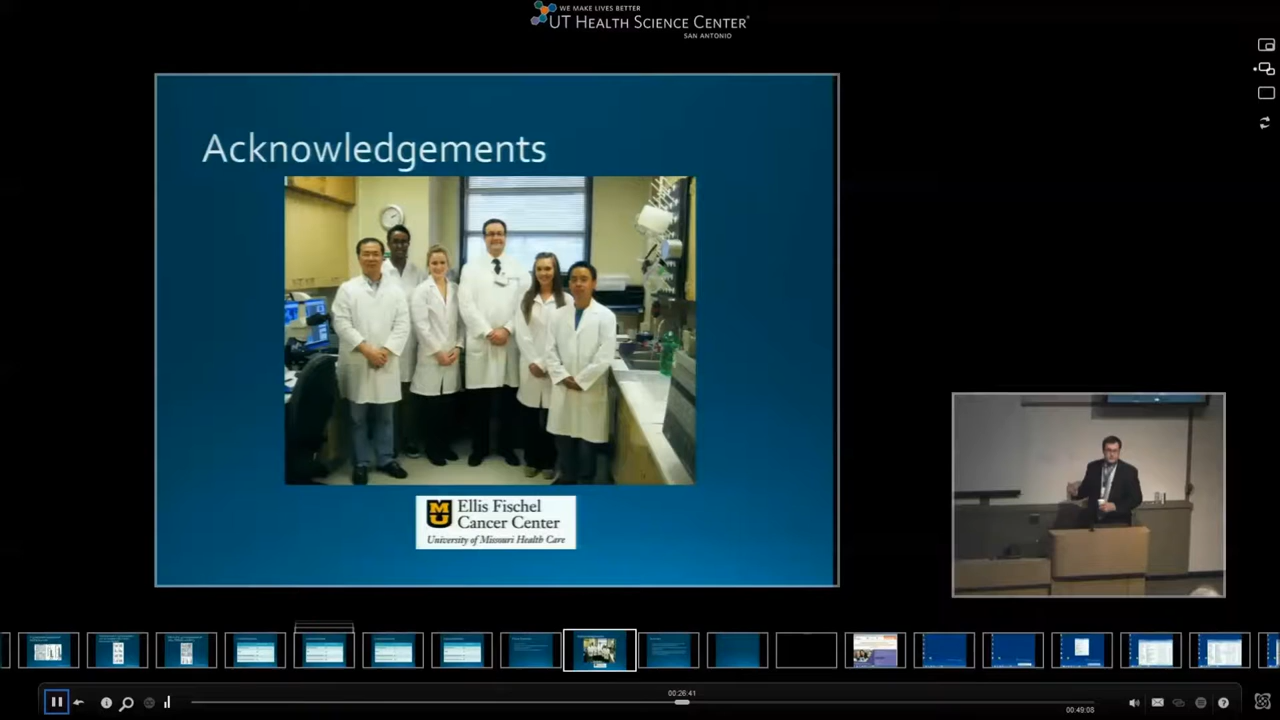 WE MAKE LIVES BETTER
UT HEALTH SCIENCE CENTER®
SAN ANTONIO
Acknowledgements
MU
Ellis Fischel
Cancer Center
University of Missouri Health Care
00:26:41
00:49:08